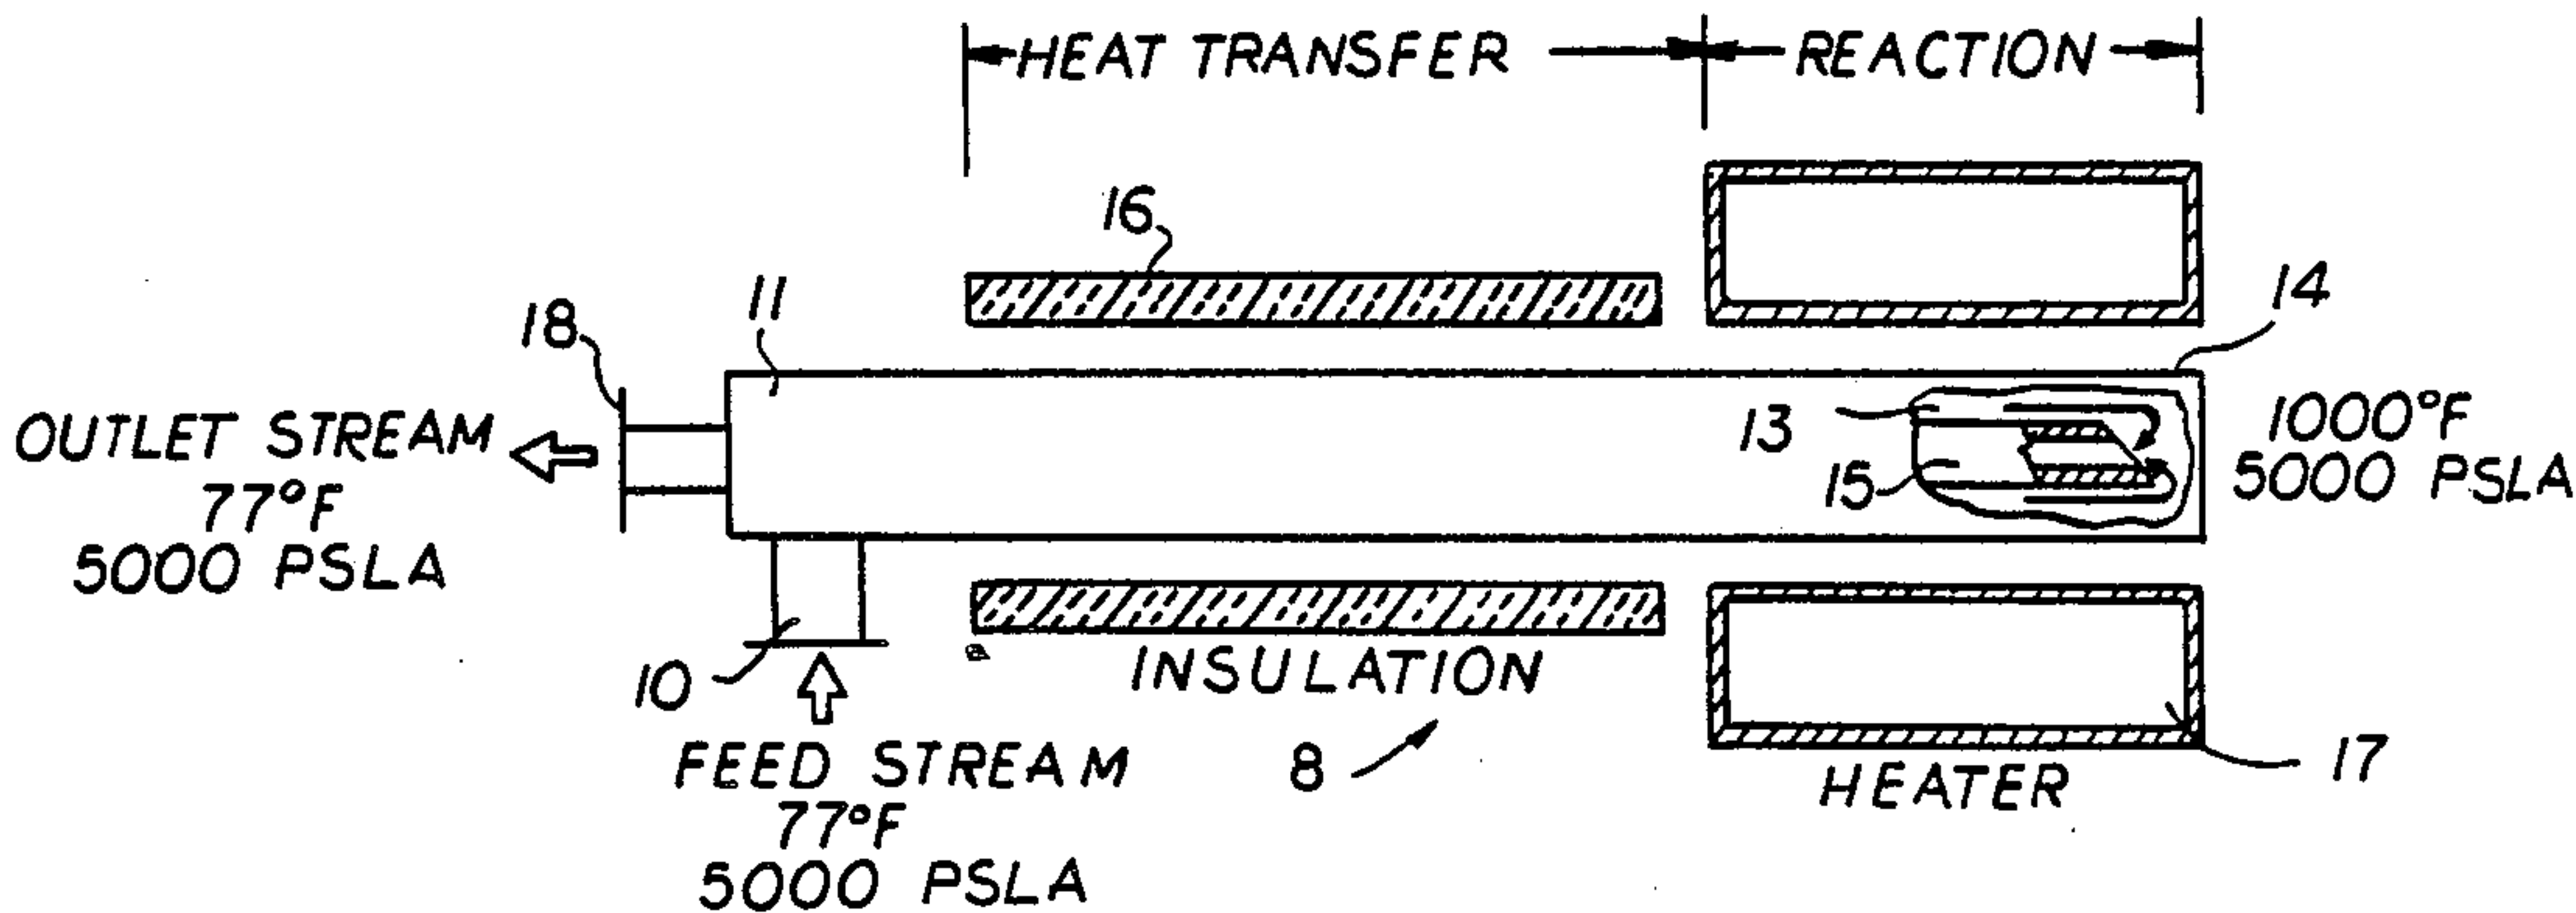 HEAT TRANSFER
REACTION
16
11
18
14
13
15
OUTLET STREAM
77°F
5000 PSLA
1000°F
5000 PSLA
10
INSULATION
8
FEED STREAM
77°F
5000 PSLA
HEATER
17